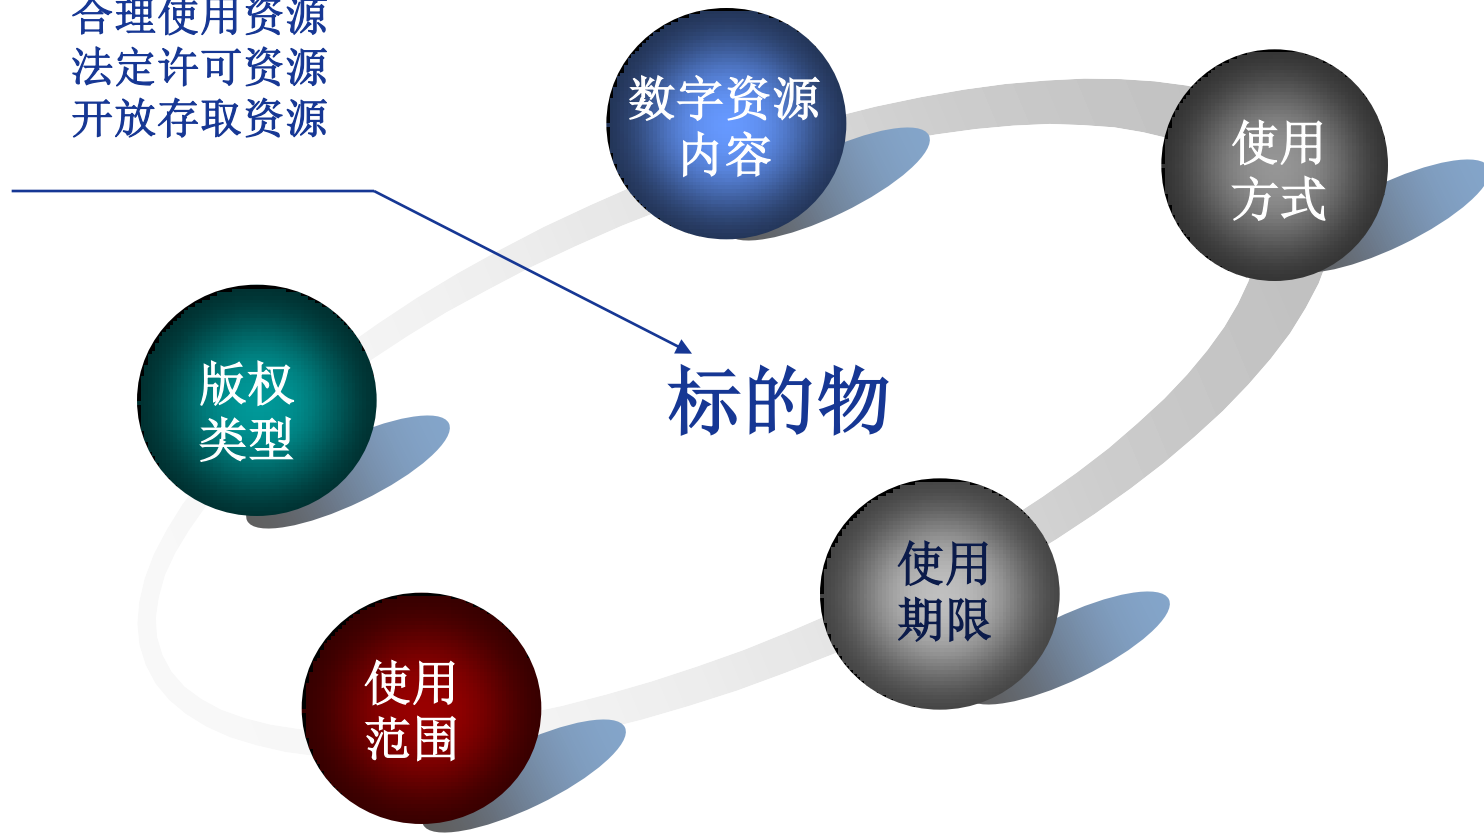 合理使用资源
法定许可资源
开放存取资源
数字资源
内容
使用
方式
版权
类型
标的物
使用
期限
使用
范围